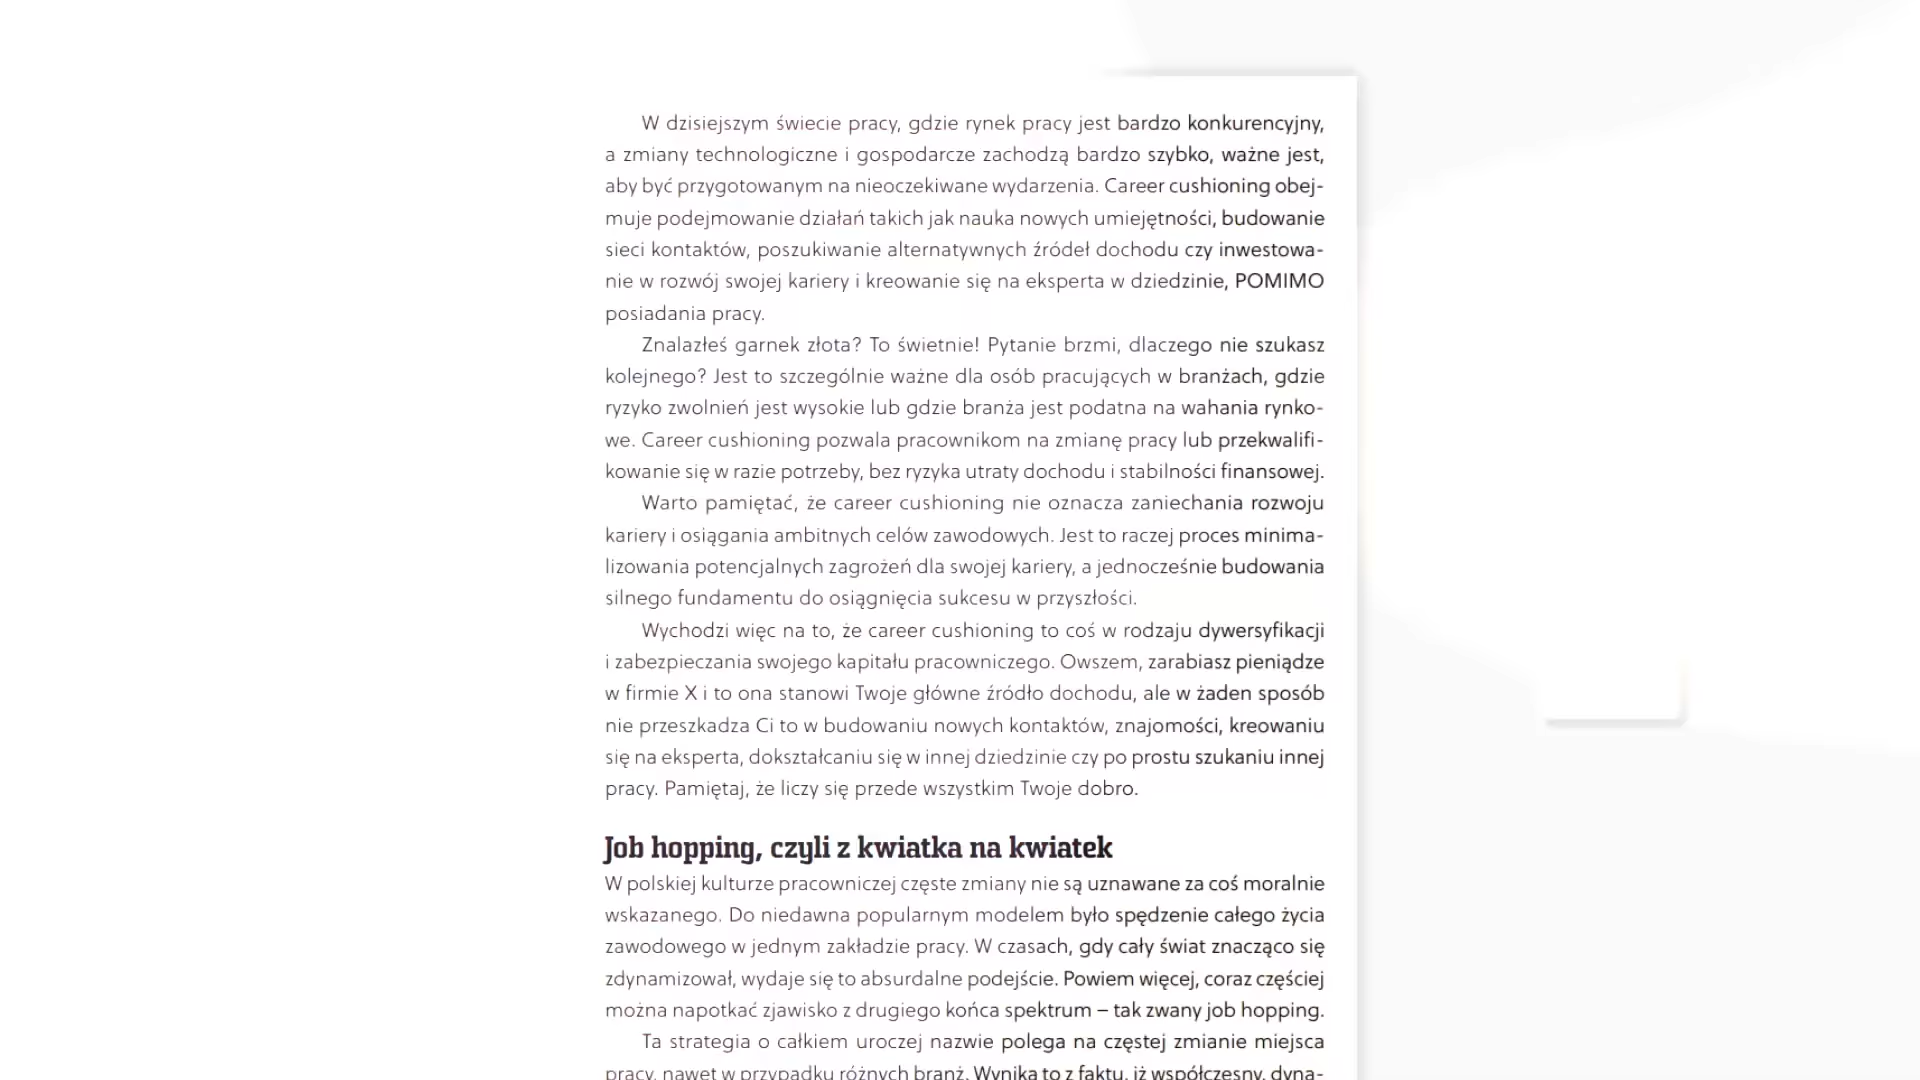 W dzisiejszym świecie pracy, gdzie rynek pracy jest bardzo konkurencyjny,
a zmiany technologiczne i gospodarcze zachodzą bardzo szybko, ważne jest,
aby być przygotowanym na nieoczekiwane wydarzenia. Career cushioning obej-
muje podejmowanie działań takich jak nauka nowych umiejętności, budowanie
sieci kontaktów, poszukiwanie alternatywnych źródeł dochodu czy inwestowa-
nie w rozwój swojej kariery i kreowanie się na eksperta w dziedzinie, POMIMO
posiadania pracy.
Znalazłeś garnek złota? To świetnie! Pytanie brzmi, dlaczego nie szukasz
kolejnego? Jest to szczególnie ważne dla osób pracujących w branżach, gdzie
ryzyko zwolnień jest wysokie lub gdzie branża jest podatna na wahania rynko-
we. Career cushioning pozwala pracownikom na zmianę pracy lub przekwalifi-
kowanie się w razie potrzeby, bez ryzyka utraty dochodu i stabilności finansowej.
Warto pamiętać, że career cushioning nie oznacza zaniechania rozwoju
kariery i osiągania ambitnych celów zawodowych. Jest to raczej proces minima-
lizowania potencjalnych zagrożeń dla swojej kariery, a jednocześnie budowania
silnego fundamentu do osiągnięcia sukcesu w przyszłości.
Wychodzi więc na to, że career cushioning to coś w rodzaju dywersyfikacji
i zabezpieczania swojego kapitału pracowniczego. Owszem, zarabiasz pieniądze
w firmie X i to ona stanowi Twoje główne źródło dochodu, ale w żaden sposób
nie przeszkadza Ci to w budowaniu nowych kontaktów, znajomości, kreowaniu
się na eksperta, dokształcaniu się w innej dziedzinie czy po prostu szukaniu innej
pracy. Pamiętaj, że liczy się przede wszystkim Twoje dobro.
Job hopping, czyli z kwiatka na kwiatek
W polskiej kulturze pracowniczej częste zmiany nie są uznawane za coś moralnie
wskazanego. Do niedawna popularnym modelem było spędzenie całego życia
zawodowego w jednym zakładzie pracy. W czasach, gdy cały świat znacząco się
zdynamizował, wydaje się to absurdalne podejście. Powiem więcej, coraz częściej
można napotkać zjawisko z drugiego końca spektrum – tak zwany job hopping.
Ta strategia o całkiem uroczej nazwie polega na częstej zmianie miejsca
pracy, nawet w przypadku różnych branż. Wynika to z faktu, iż współczesny, dyna-